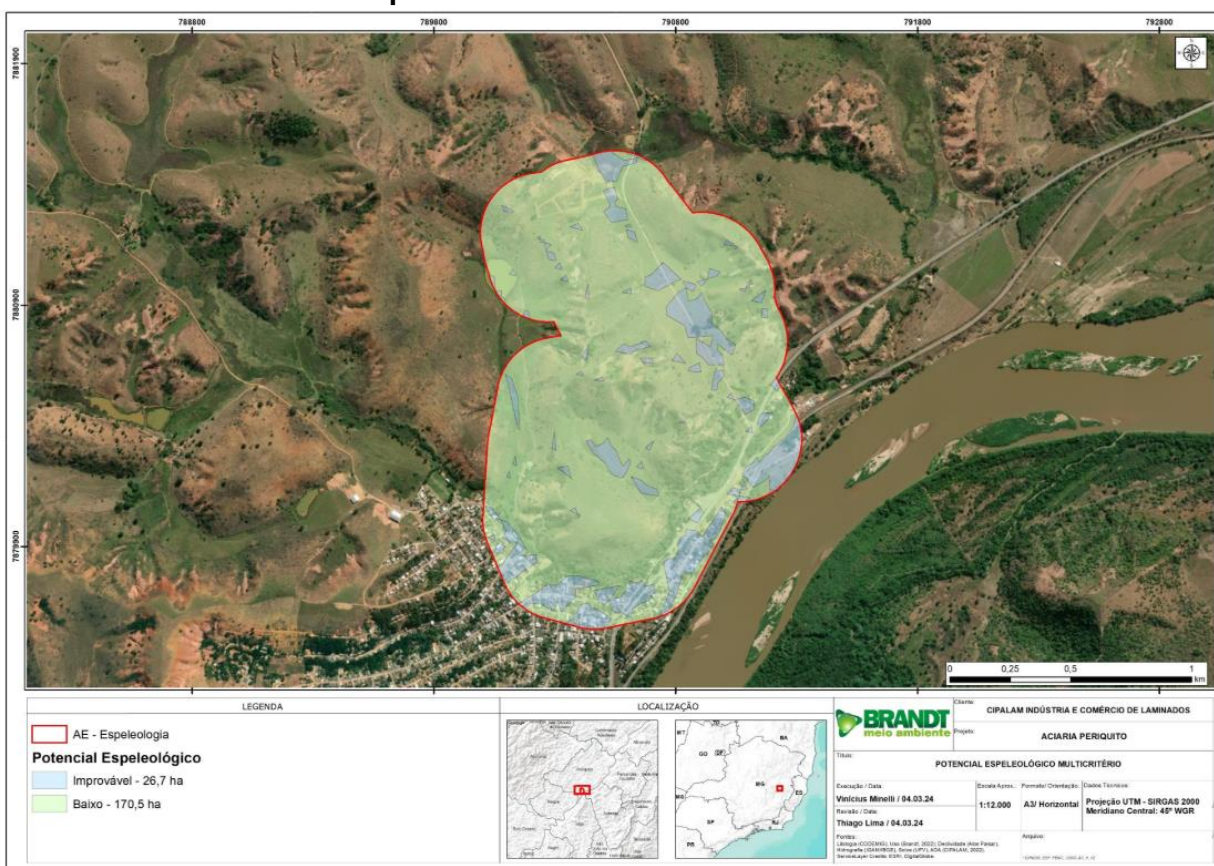 788800 789800 790800 791800 792800
7881900
7880900
7879900
0 0,25 0,5 1
km
LEGENDA
AE - Espeleologia
Potencial Espeleológico
Improvável - 26,7 ha
Baixo - 170,5 ha
LOCALIZAÇÃO
MT
GO
DF
BA
MG
ES
SP
RJ
PR
BRANDT
meio ambiente
Cliente:
CIPALAM INDÚSTRIA E COMÉRCIO DE LAMINADOS
Projeto:
ACIARIA PERIQUITO
Título:
POTENCIAL ESPELEOLÓGICO MULTICRITÉRIO
Execução / Data:
Vinícius Minelli / 04.03.24
Revisão / Data:
Thiago Lima / 04.03.24
Escala Aprox.:
1:12.000
Formato/Orientação:
A3/ Horizontal
Dados Técnicos:
Projeção UTM - SIRGAS 2000
Meridiano Central: 45º WGR
Fontes:
Arquivo: